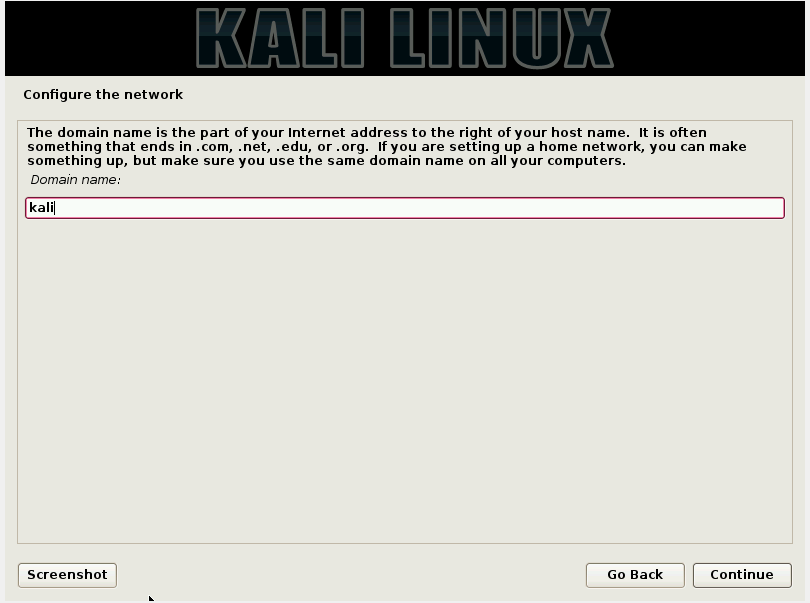 KALI LINUX
Configure the network
The domain name is the part of your Internet address to the right of your host name.  It is often
something that ends in .com, .net, .edu, or .org.  If you are setting up a home network, you can make
something up, but make sure you use the same domain name on all your computers.
Domain name:
kali
Screenshot
Go Back
Continue